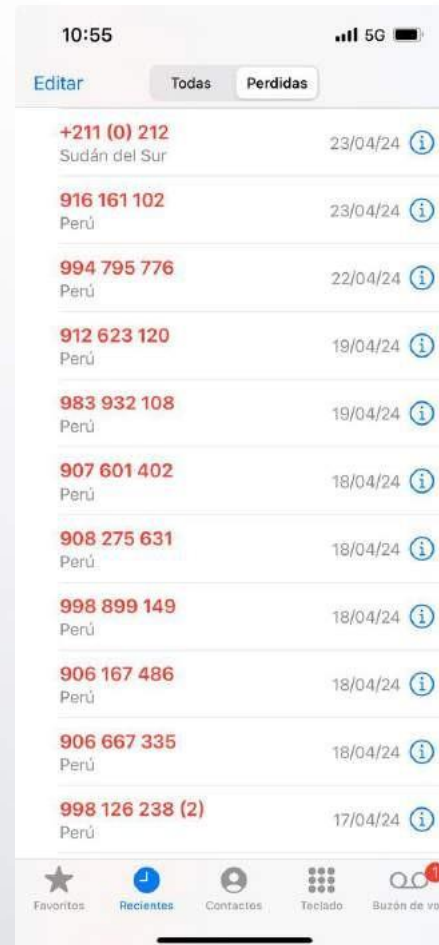 10:55
5G
Editar
Todas
Perdidas
+211 (0) 212
23/04/24
Sudán del Sur
916 161 102
23/04/24
Perú
994 795 776
22/04/24
Perú
912 623 120
19/04/24
Perú
983 932 108
19/04/24
Perú
907 601 402
18/04/24
Perú
908 275 631
18/04/24
Perú
998 899 149
18/04/24
Perú
906 167 486
18/04/24
Perú
906 667 335
18/04/24
Perú
998 126 238 (2)
17/04/24
Perú
1
Favoritos
Recientes
Contactos
Teclado
Buzón de vo